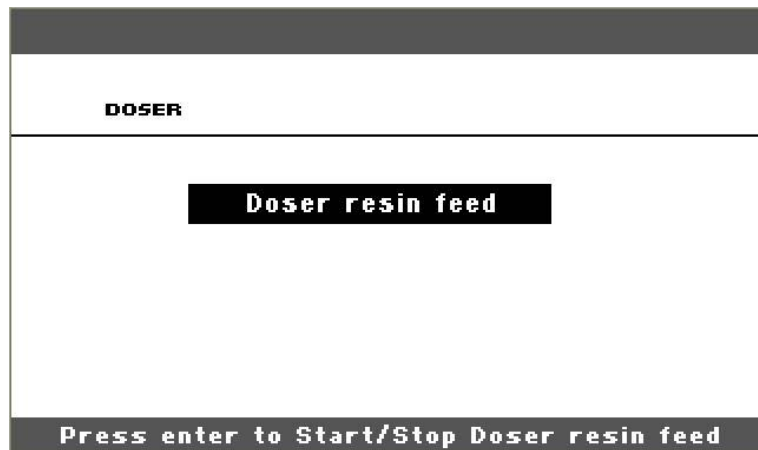 DOSER
Doser resin feed
Press enter to Start/Stop Doser resin feed